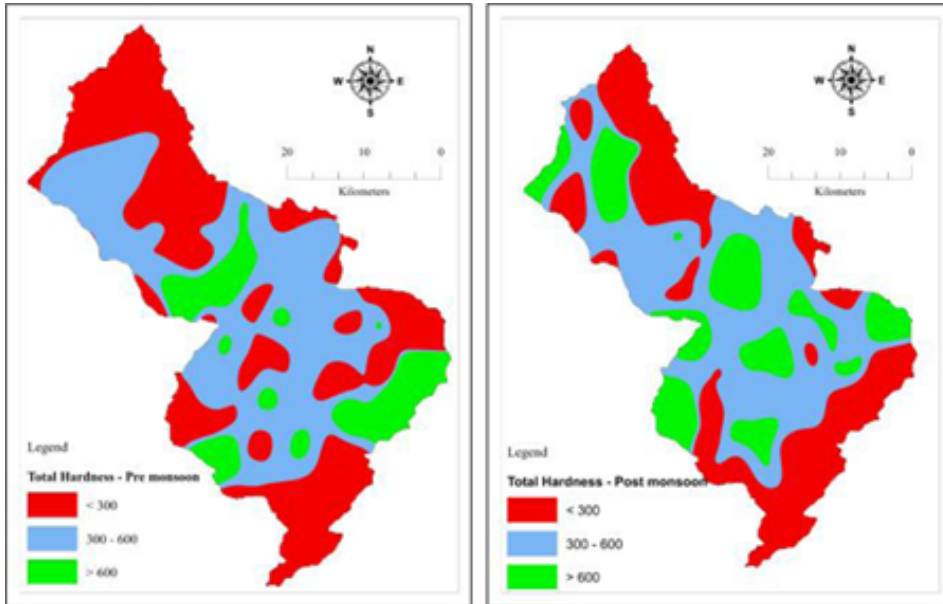 N
W E
S
20 10 0
Kilometers
Legend
Total Hardness - Pre monsoon
< 300
300 - 600
> 600
N
W E
S
20 10 0
Kilometers
Legend
Total Hardness - Post monsoon
< 300
300 - 600
> 600